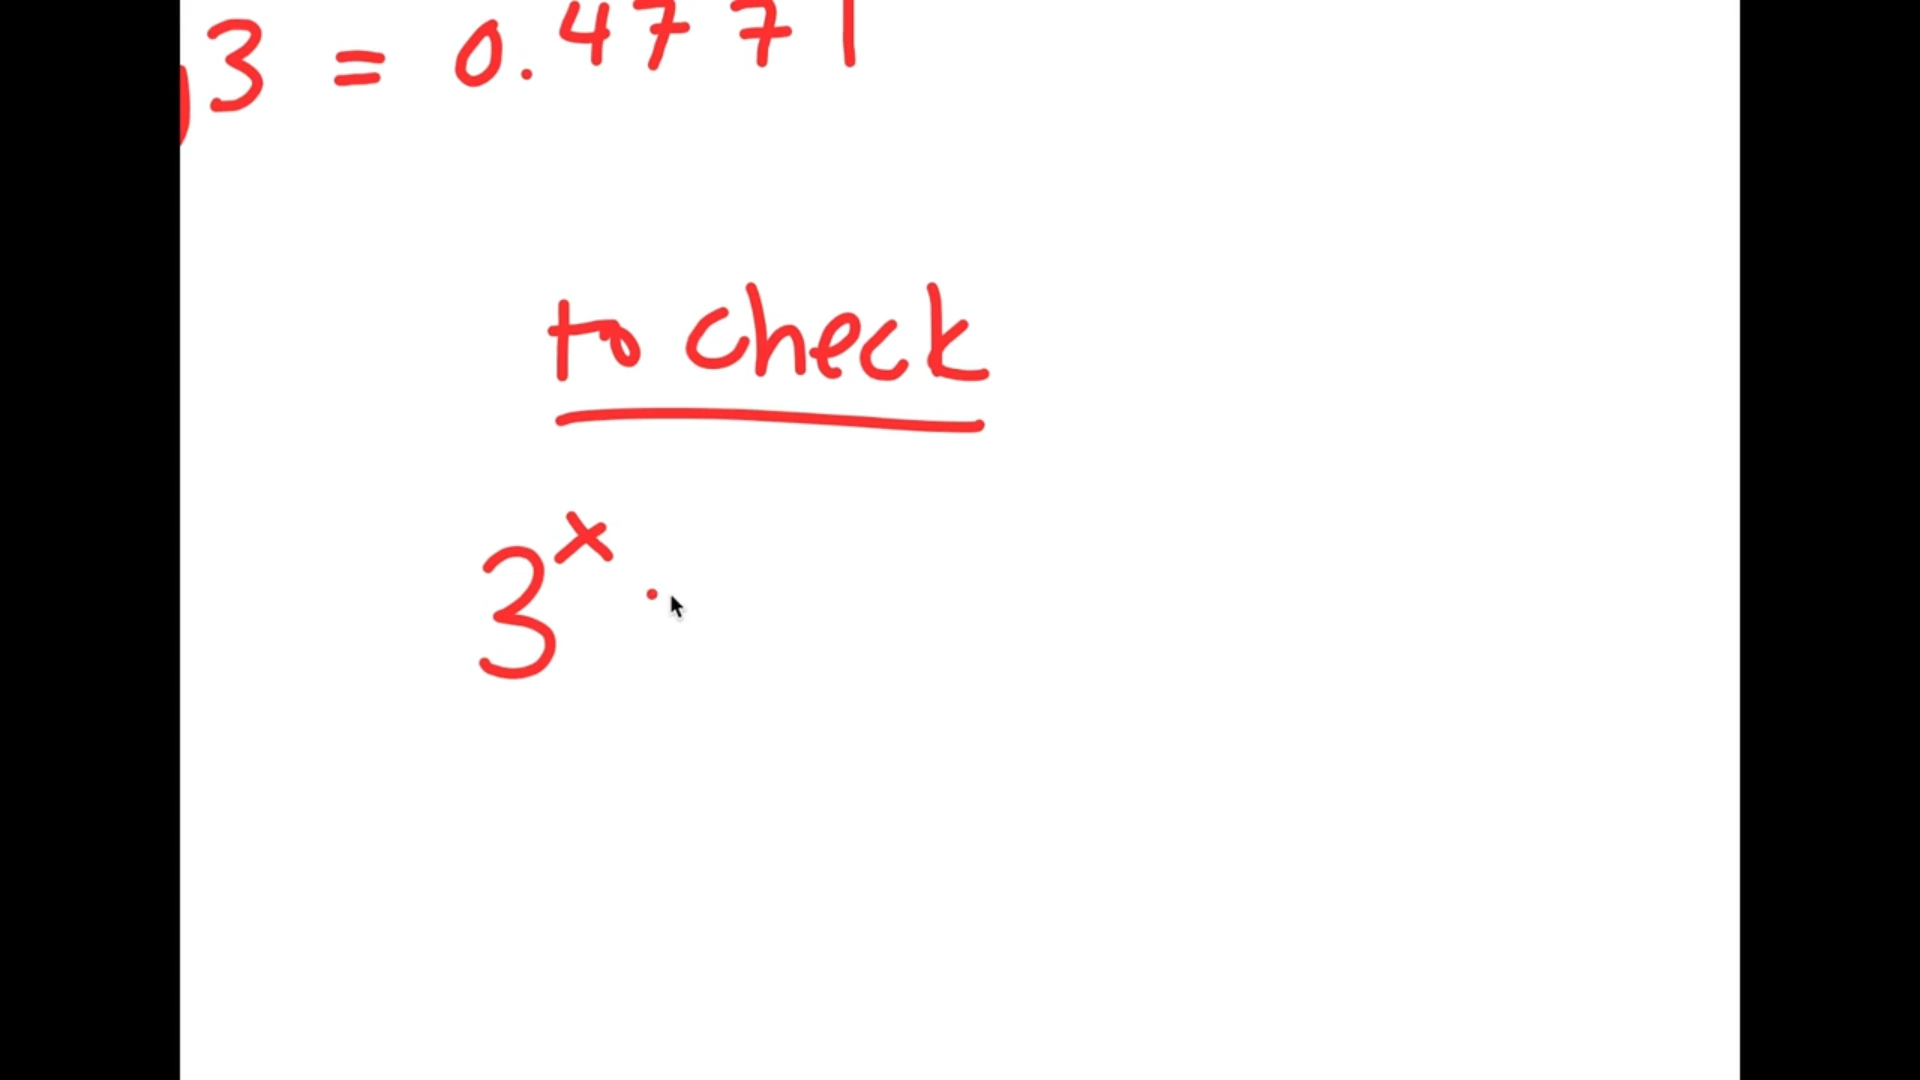 3 = 0.4771
to check
3^x .